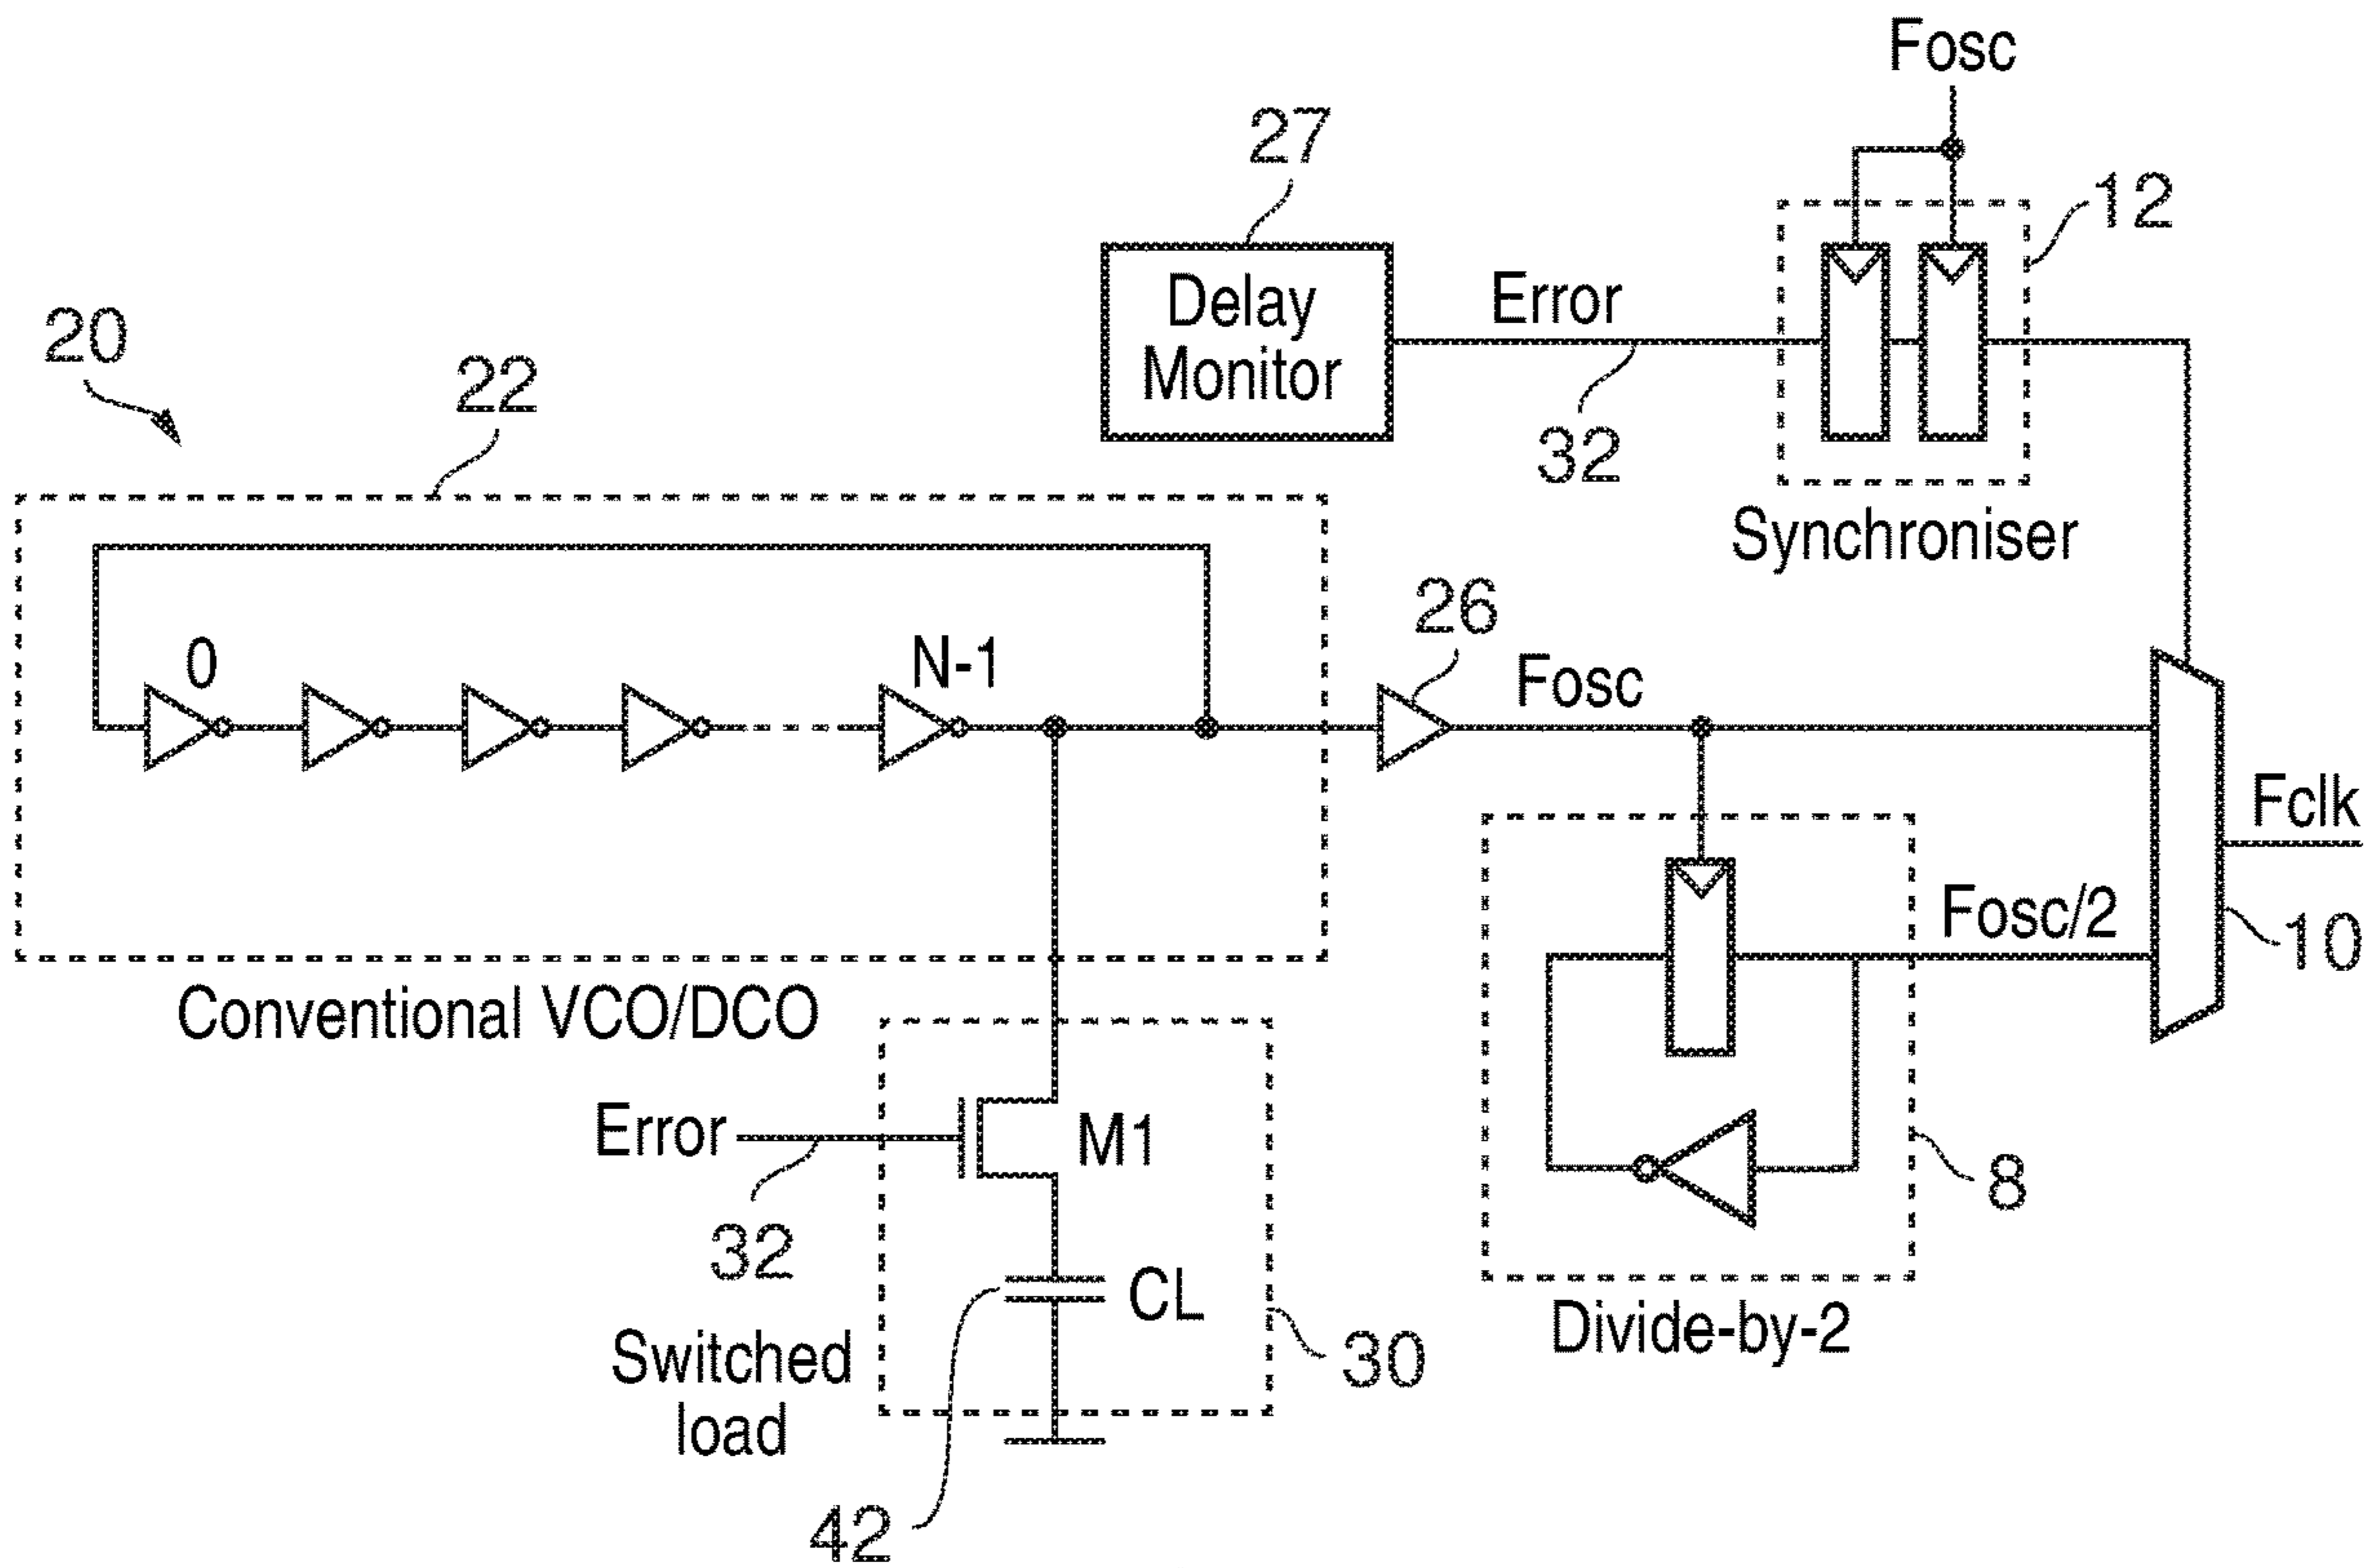 Fosc
27
12
Delay
Monitor
Error
32
Synchroniser
20
22
0
N-1
26
Fosc
Fclk
Fosc/2
10
Conventional VCO/DCO
Error
32
M1
CL
8
Switched
load
30
Divide-by-2
42